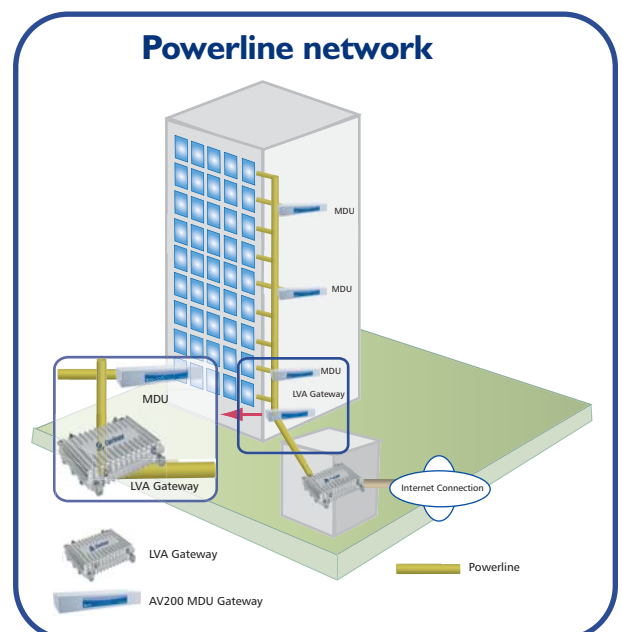 Powerline network
MDU
MDU
MDU
LVA Gateway
MDU
LVA Gateway
Internet Connection
LVA Gateway
AV200 MDU Gateway
Powerline